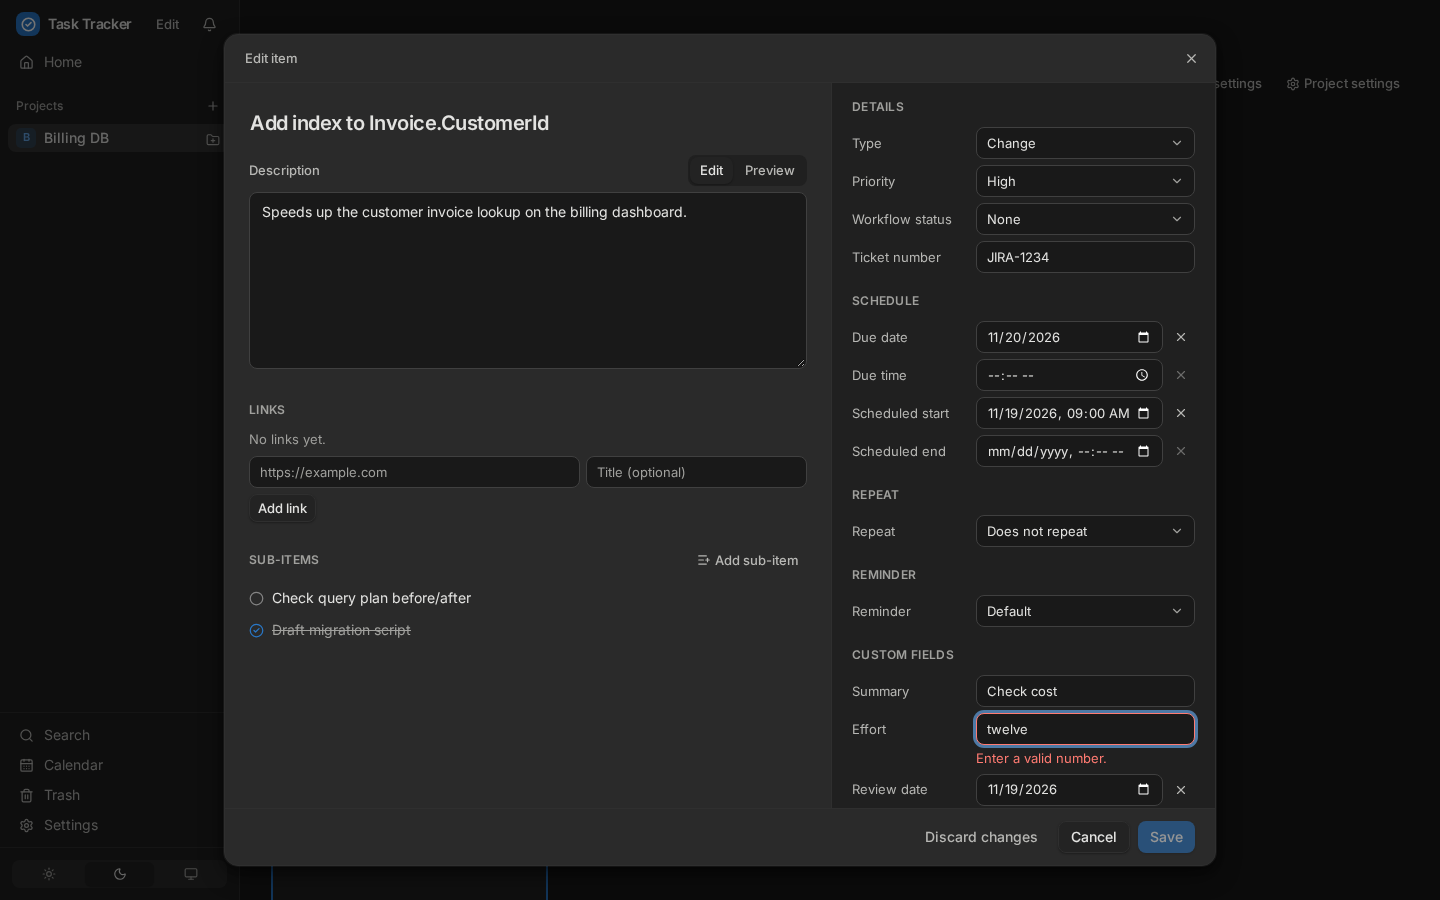 Task Tracker
Edit
Home
Projects
B
Billing DB
Search
Calendar
Trash
Settings
settings
Project settings
Edit item
Add index to Invoice.CustomerId
Description
Edit
Preview
Speeds up the customer invoice lookup on the billing dashboard.
LINKS
No links yet.
https://example.com
Title (optional)
Add link
SUB-ITEMS
Add sub-item
Check query plan before/after
Draft migration script
DETAILS
Type
Change
Priority
High
Workflow status
None
Ticket number
JIRA-1234
SCHEDULE
Due date
11/20/2026
Due time
--:-- --
Scheduled start
11/19/2026, 09:00 AM
Scheduled end
mm/dd/yyyy, --:-- --
REPEAT
Repeat
Does not repeat
REMINDER
Reminder
Default
CUSTOM FIELDS
Summary
Check cost
Effort
twelve
Enter a valid number.
Review date
11/19/2026
Discard changes
Cancel
Save